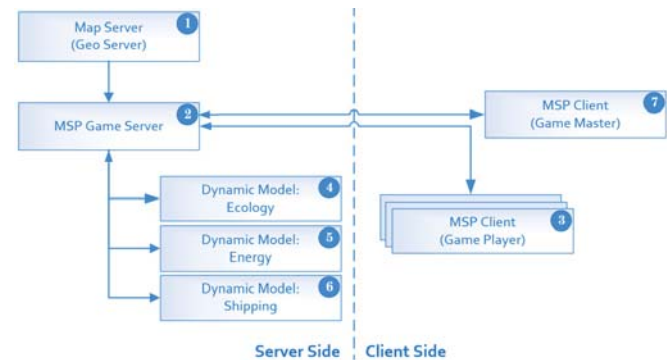 Map Server
(Geo Server)
1
MSP Game Server
2
MSP Client
(Game Master)
7
Dynamic Model:
Ecology
4
MSP Client
(Game Player)
3
Dynamic Model:
Energy
5
Dynamic Model:
Shipping
6
Server Side
Client Side